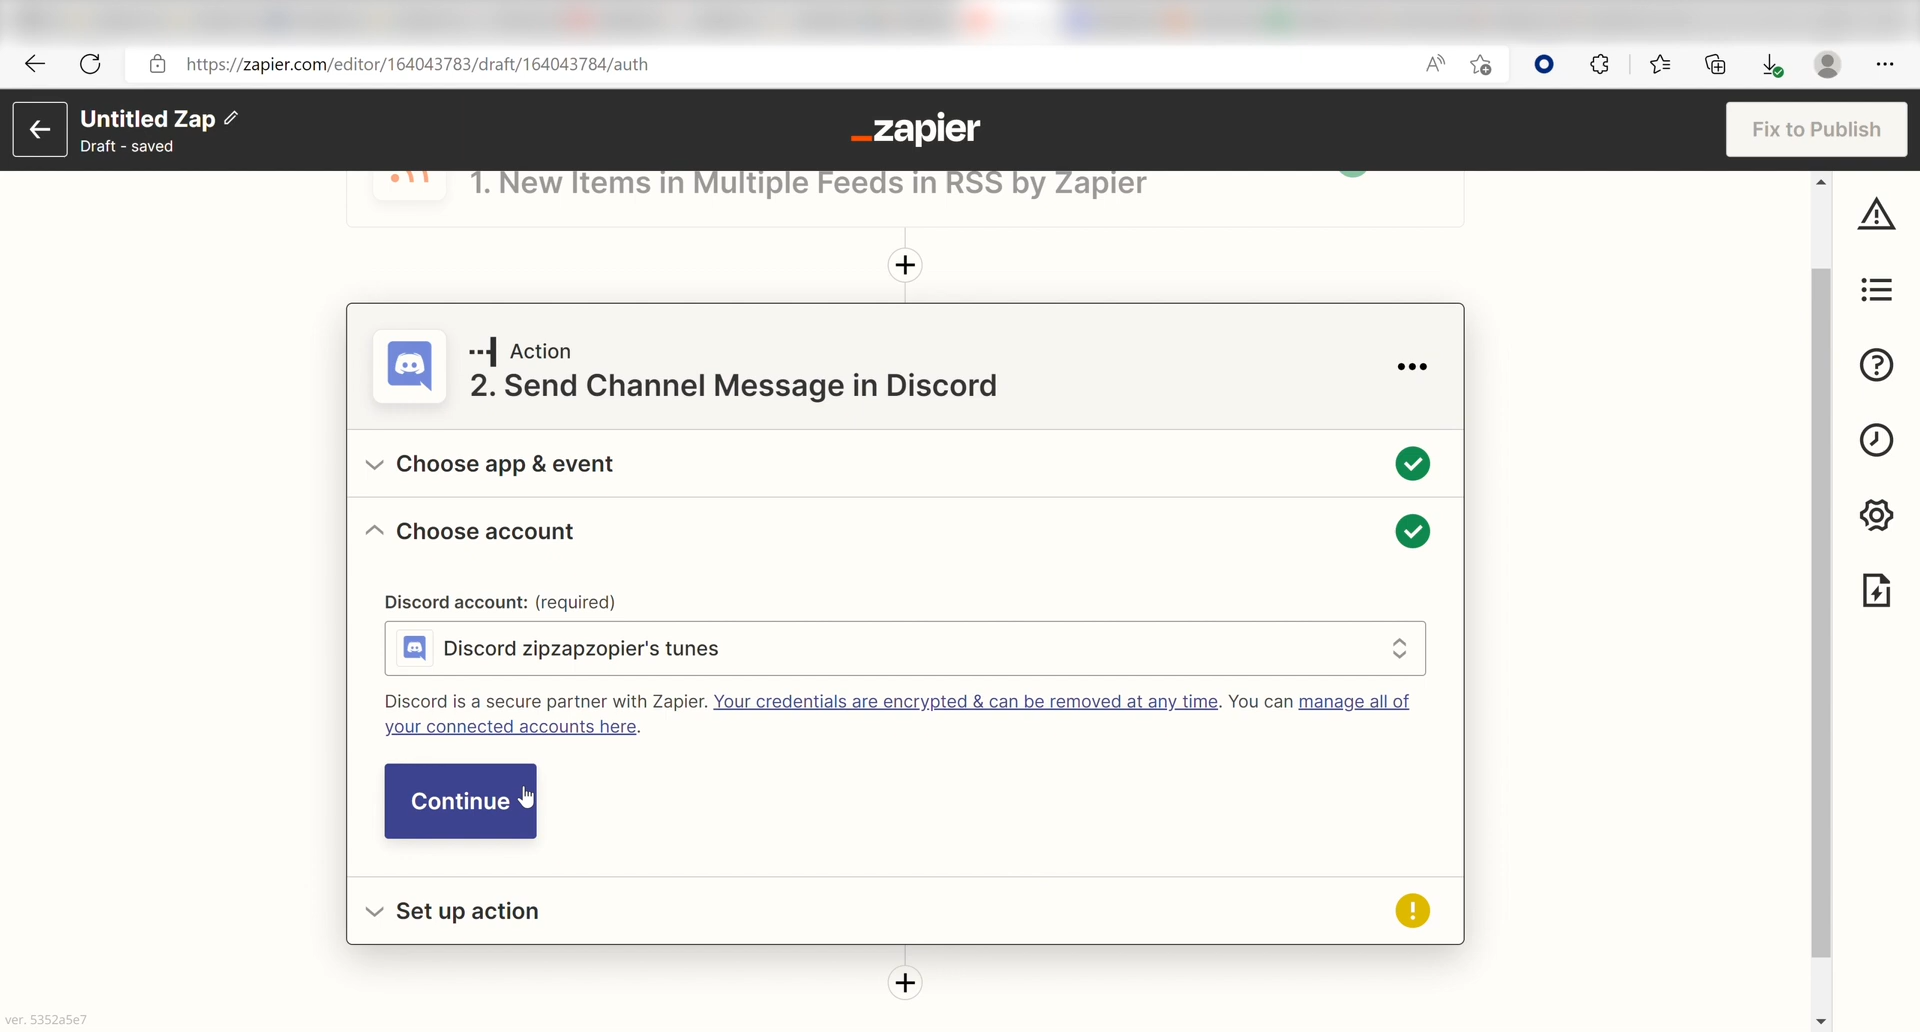 https://zapier.com/editor/164043783/draft/164043784/auth
Untitled Zap
Draft - saved
zapier
Fix to Publish
1. New Items in Multiple Feeds in RSS by Zapier
Action
2. Send Channel Message in Discord
Choose app & event
Choose account
Discord account: (required)
Discord zipzapzopier's tunes
Discord is a secure partner with Zapier. Your credentials are encrypted & can be removed at any time. You can manage all of
your connected accounts here.
Continue
Set up action
ver. 5352a5e7